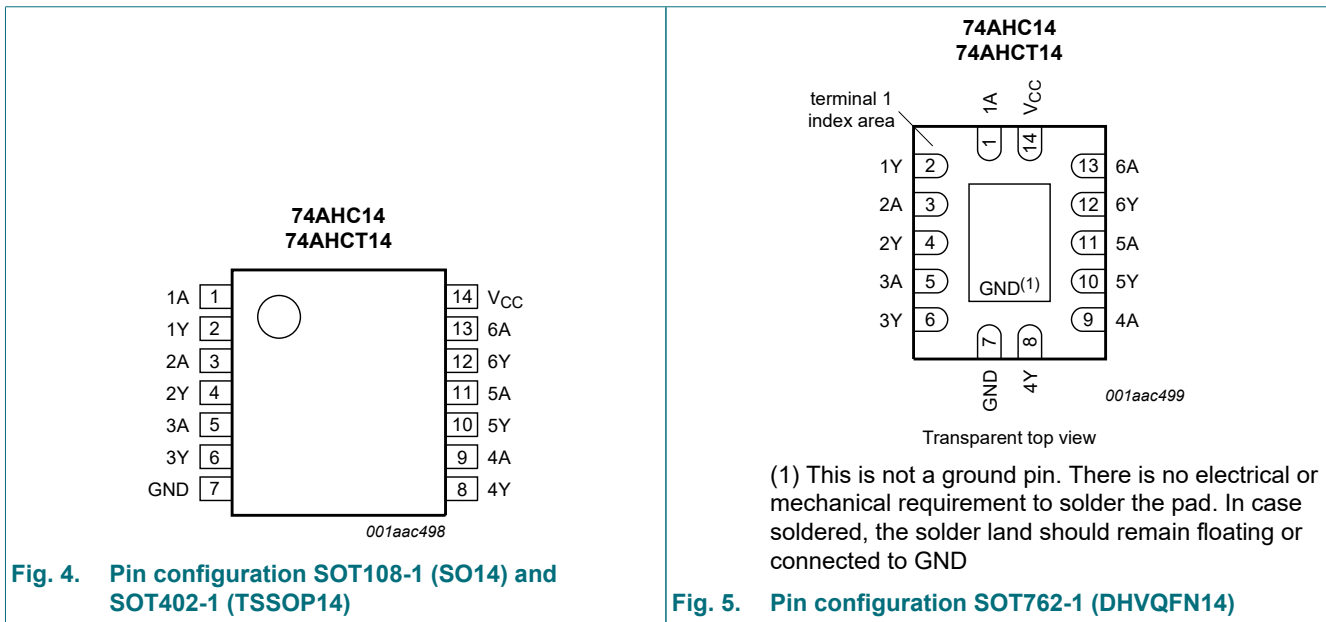 74AHC14
74AHCT14
1A 1
1Y 2
2A 3
2Y 4
3A 5
3Y 6
GND 7
14 VCC
13 6A
12 6Y
11 5A
10 5Y
9 4A
8 4Y
001aac498
Fig. 4. Pin configuration SOT108-1 (SO14) and
SOT402-1 (TSSOP14)
74AHC14
74AHCT14
terminal 1
index area
1A
VCC
1
14
1Y 2
2A 3
2Y 4
3A 5
3Y 6
13 6A
12 6Y
11 5A
10 5Y
9 4A
GND(1)
7
8
GND
4Y
001aac499
Transparent top view
(1) This is not a ground pin. There is no electrical or
mechanical requirement to solder the pad. In case
soldered, the solder land should remain floating or
connected to GND
Fig. 5. Pin configuration SOT762-1 (DHVQFN14)